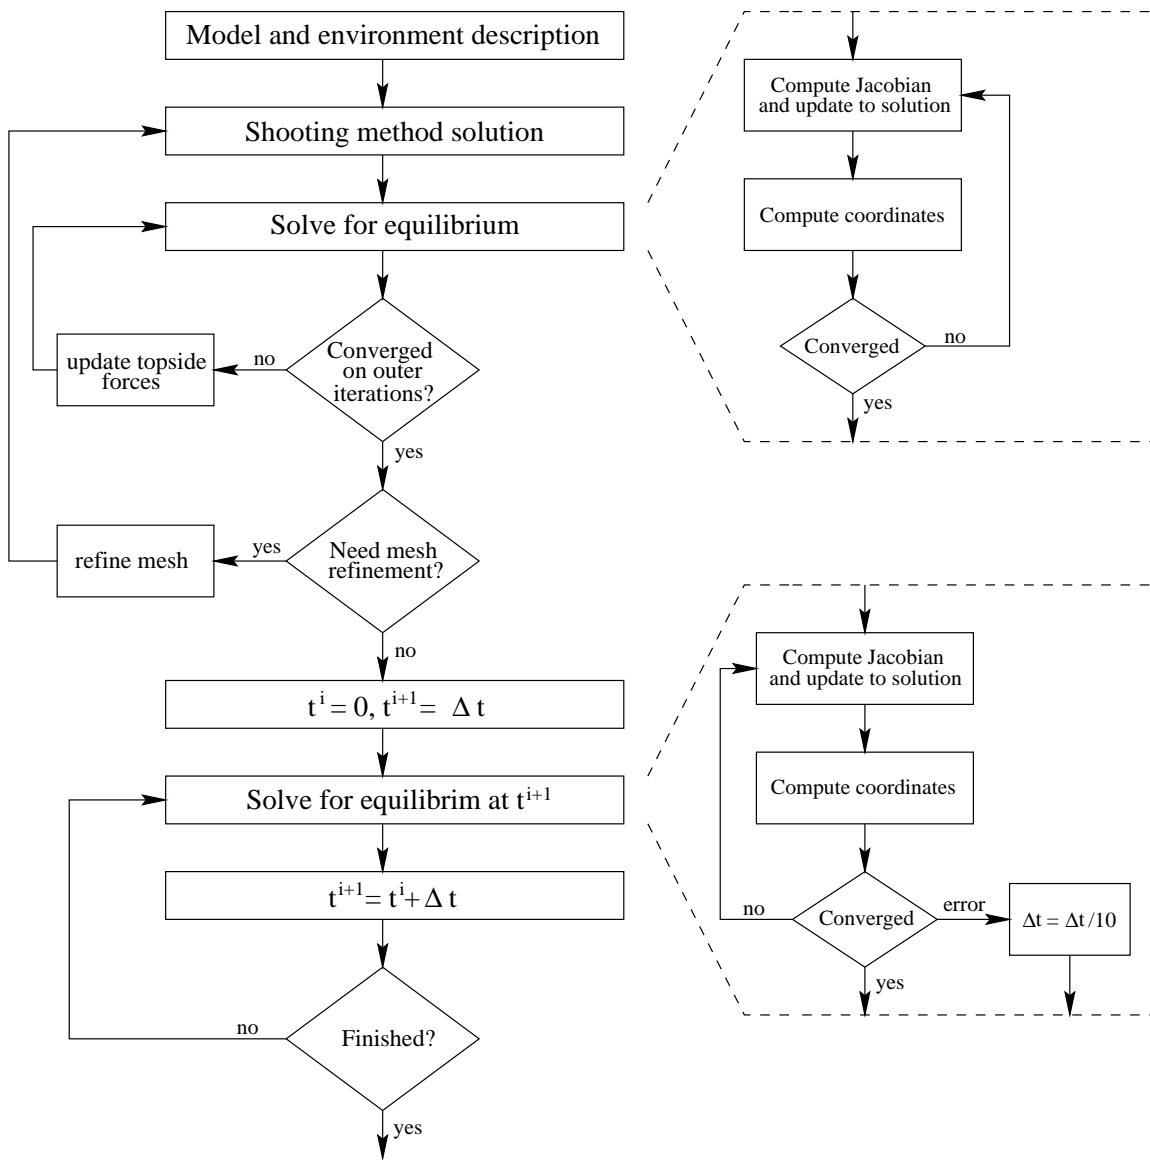 Model and environment description
Shooting method solution
Solve for equilibrium
Converged
on outer
iterations?
no
update topside
forces
yes
Need mesh
refinement?
yes
refine mesh
no
t^i = 0, t^{i+1} = Δ t
Solve for equilibrim at t^{i+1}
t^{i+1} = t^i + Δ t
Finished?
no
yes
Compute Jacobian
and update to solution
Compute coordinates
Converged
no
yes
Compute Jacobian
and update to solution
Compute coordinates
Converged
no
error
Δt = Δt /10
yes